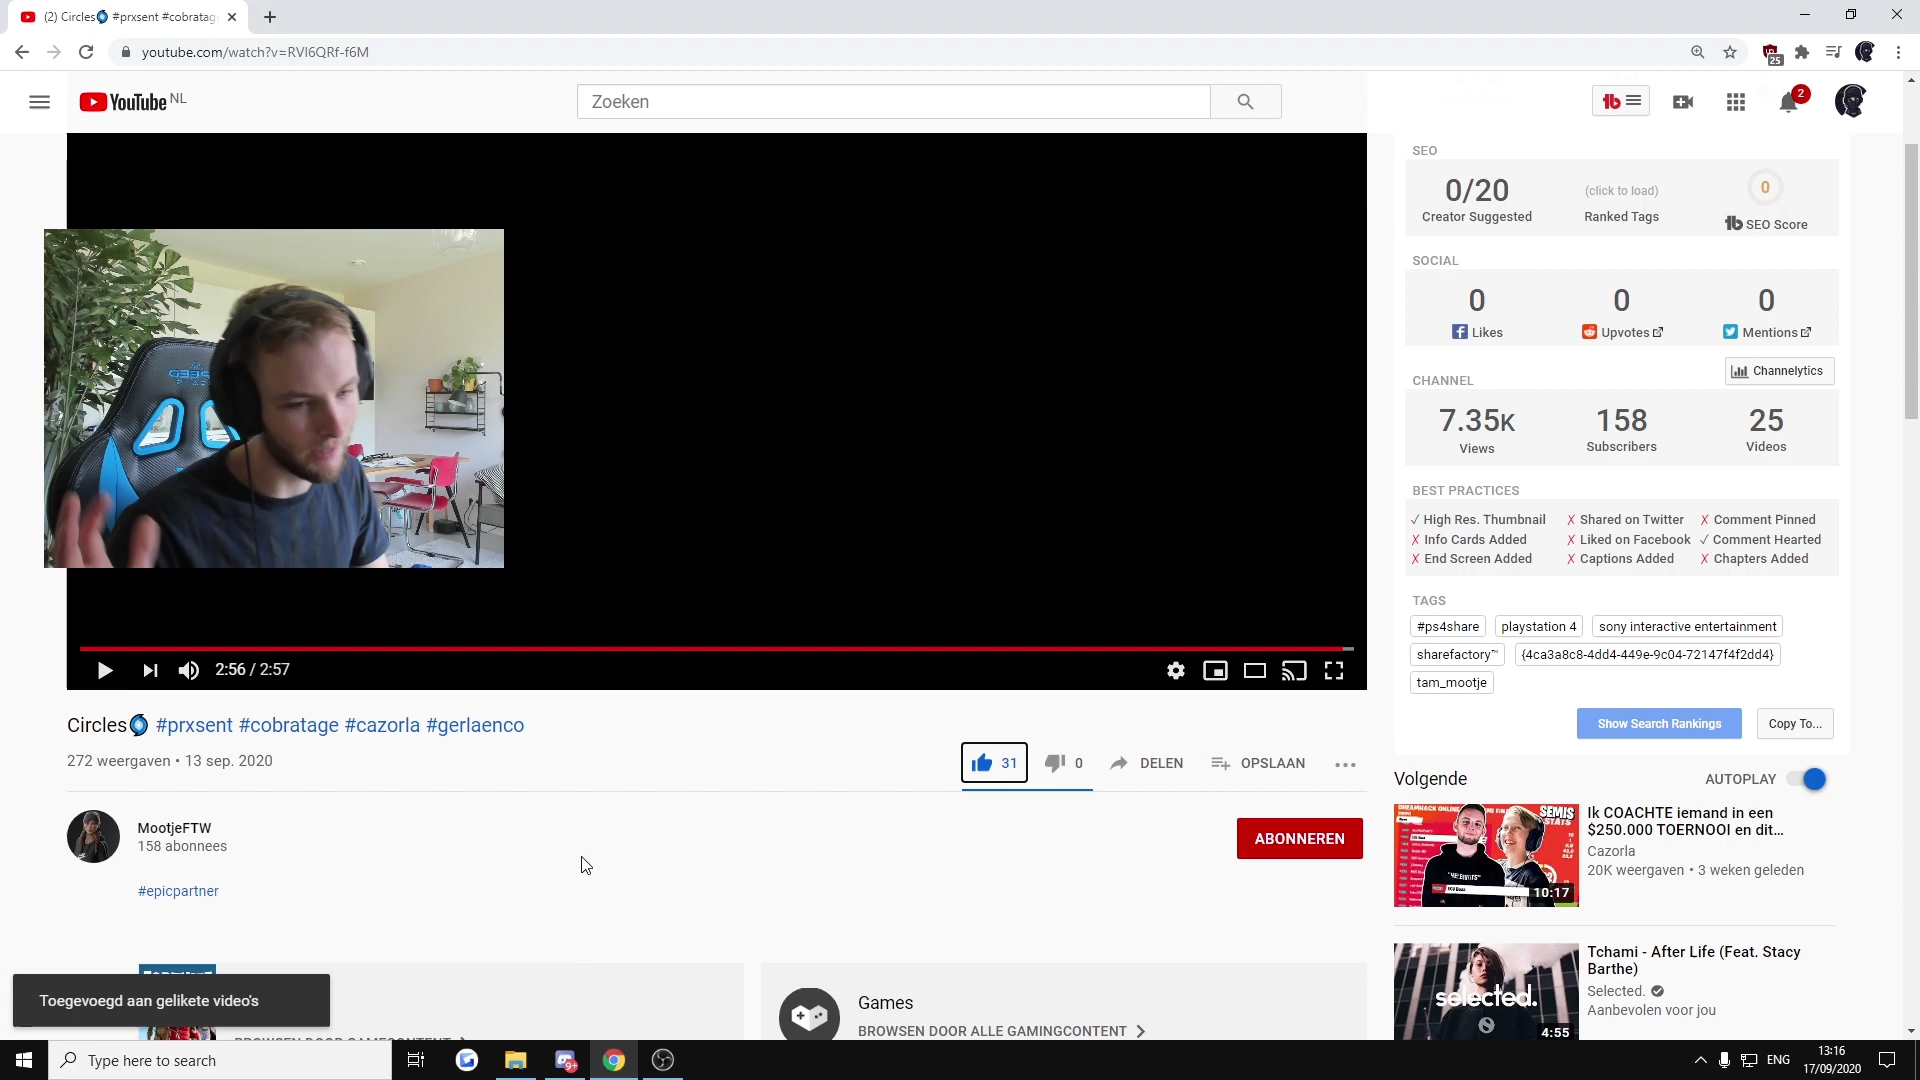 (2) Circles #prxsent #cobratage
youtube.com/watch?v=RVI6QRf-f6M
25
YouTube NL
Zoeken
tb
2
SEO
0/20
Creator Suggested
(click to load)
Ranked Tags
0
tb SEO Score
SOCIAL
0
Likes
0
Upvotes
0
Mentions
CHANNEL
Channelytics
7.35K
Views
158
Subscribers
25
Videos
BEST PRACTICES
✓ High Res. Thumbnail
✗ Shared on Twitter
✗ Comment Pinned
✗ Info Cards Added
✗ Liked on Facebook
✓ Comment Hearted
✗ End Screen Added
✗ Captions Added
✗ Chapters Added
TAGS
#ps4share
playstation 4
sony interactive entertainment
sharefactory™
{4ca3a8c8-4dd4-449e-9c04-72147f4f2dd4}
tam_mootje
Show Search Rankings
Copy To...
2:56 / 2:57
Circles #prxsent #cobratage #cazorla #gerlaenco
272 weergaven • 13 sep. 2020
31
0
DELEN
OPSLAAN
MootjeFTW
158 abonnees
ABONNEREN
#epicpartner
Volgende
AUTOPLAY
SEMIS
STATS
10:17
Ik COACHTE iemand in een
$250.000 TOERNOOI en dit...
Cazorla
20K weergaven • 3 weken geleden
selected.
4:55
Tchami - After Life (Feat. Stacy
Barthe)
Selected.
Aanbevolen voor jou
Toegevoegd aan gelikete video's
Games
BROWSEN DOOR ALLE GAMINGCONTENT
Type here to search
9+
ENG
13:16
17/09/2020